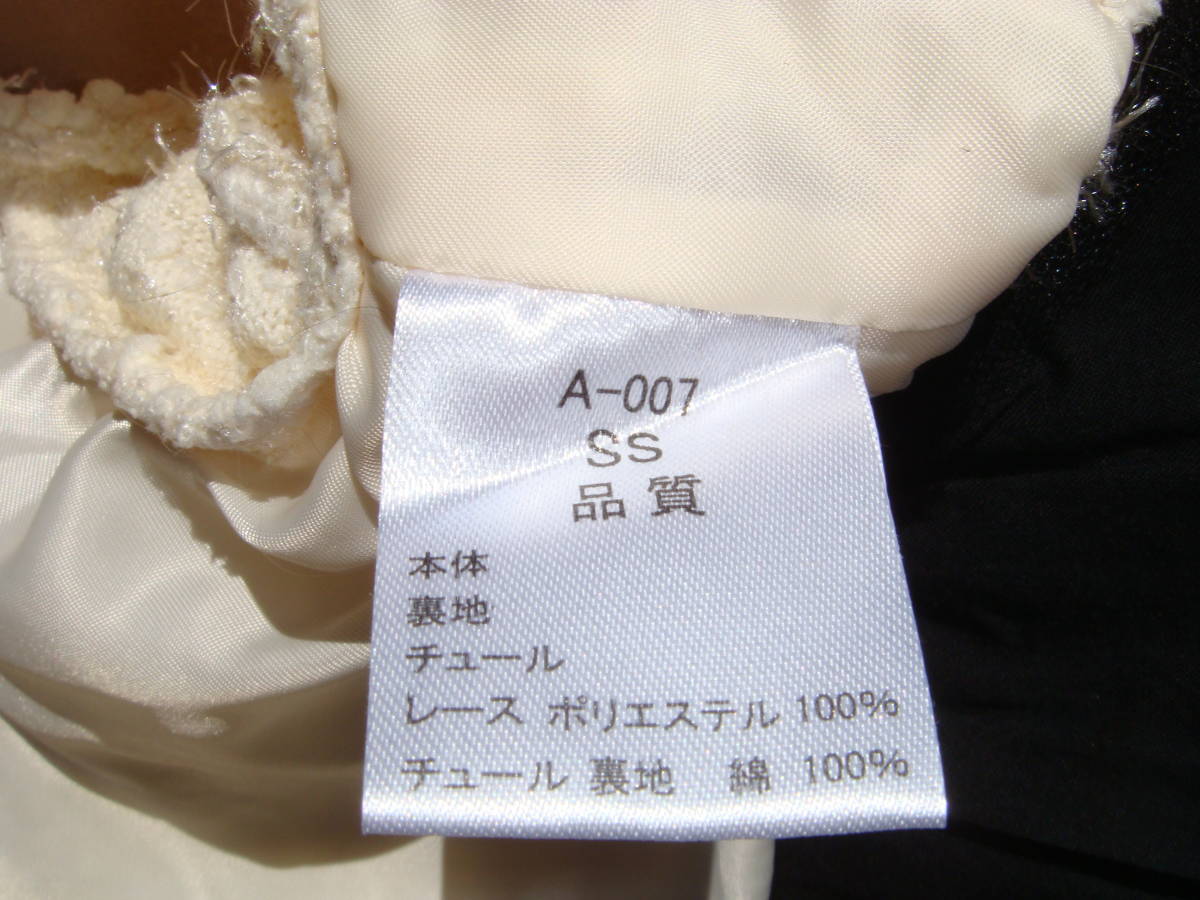 A-007
SS
品質
本体
裏地
チュール
レース ポリエステル 100%
チュール 裏地 綿 100%